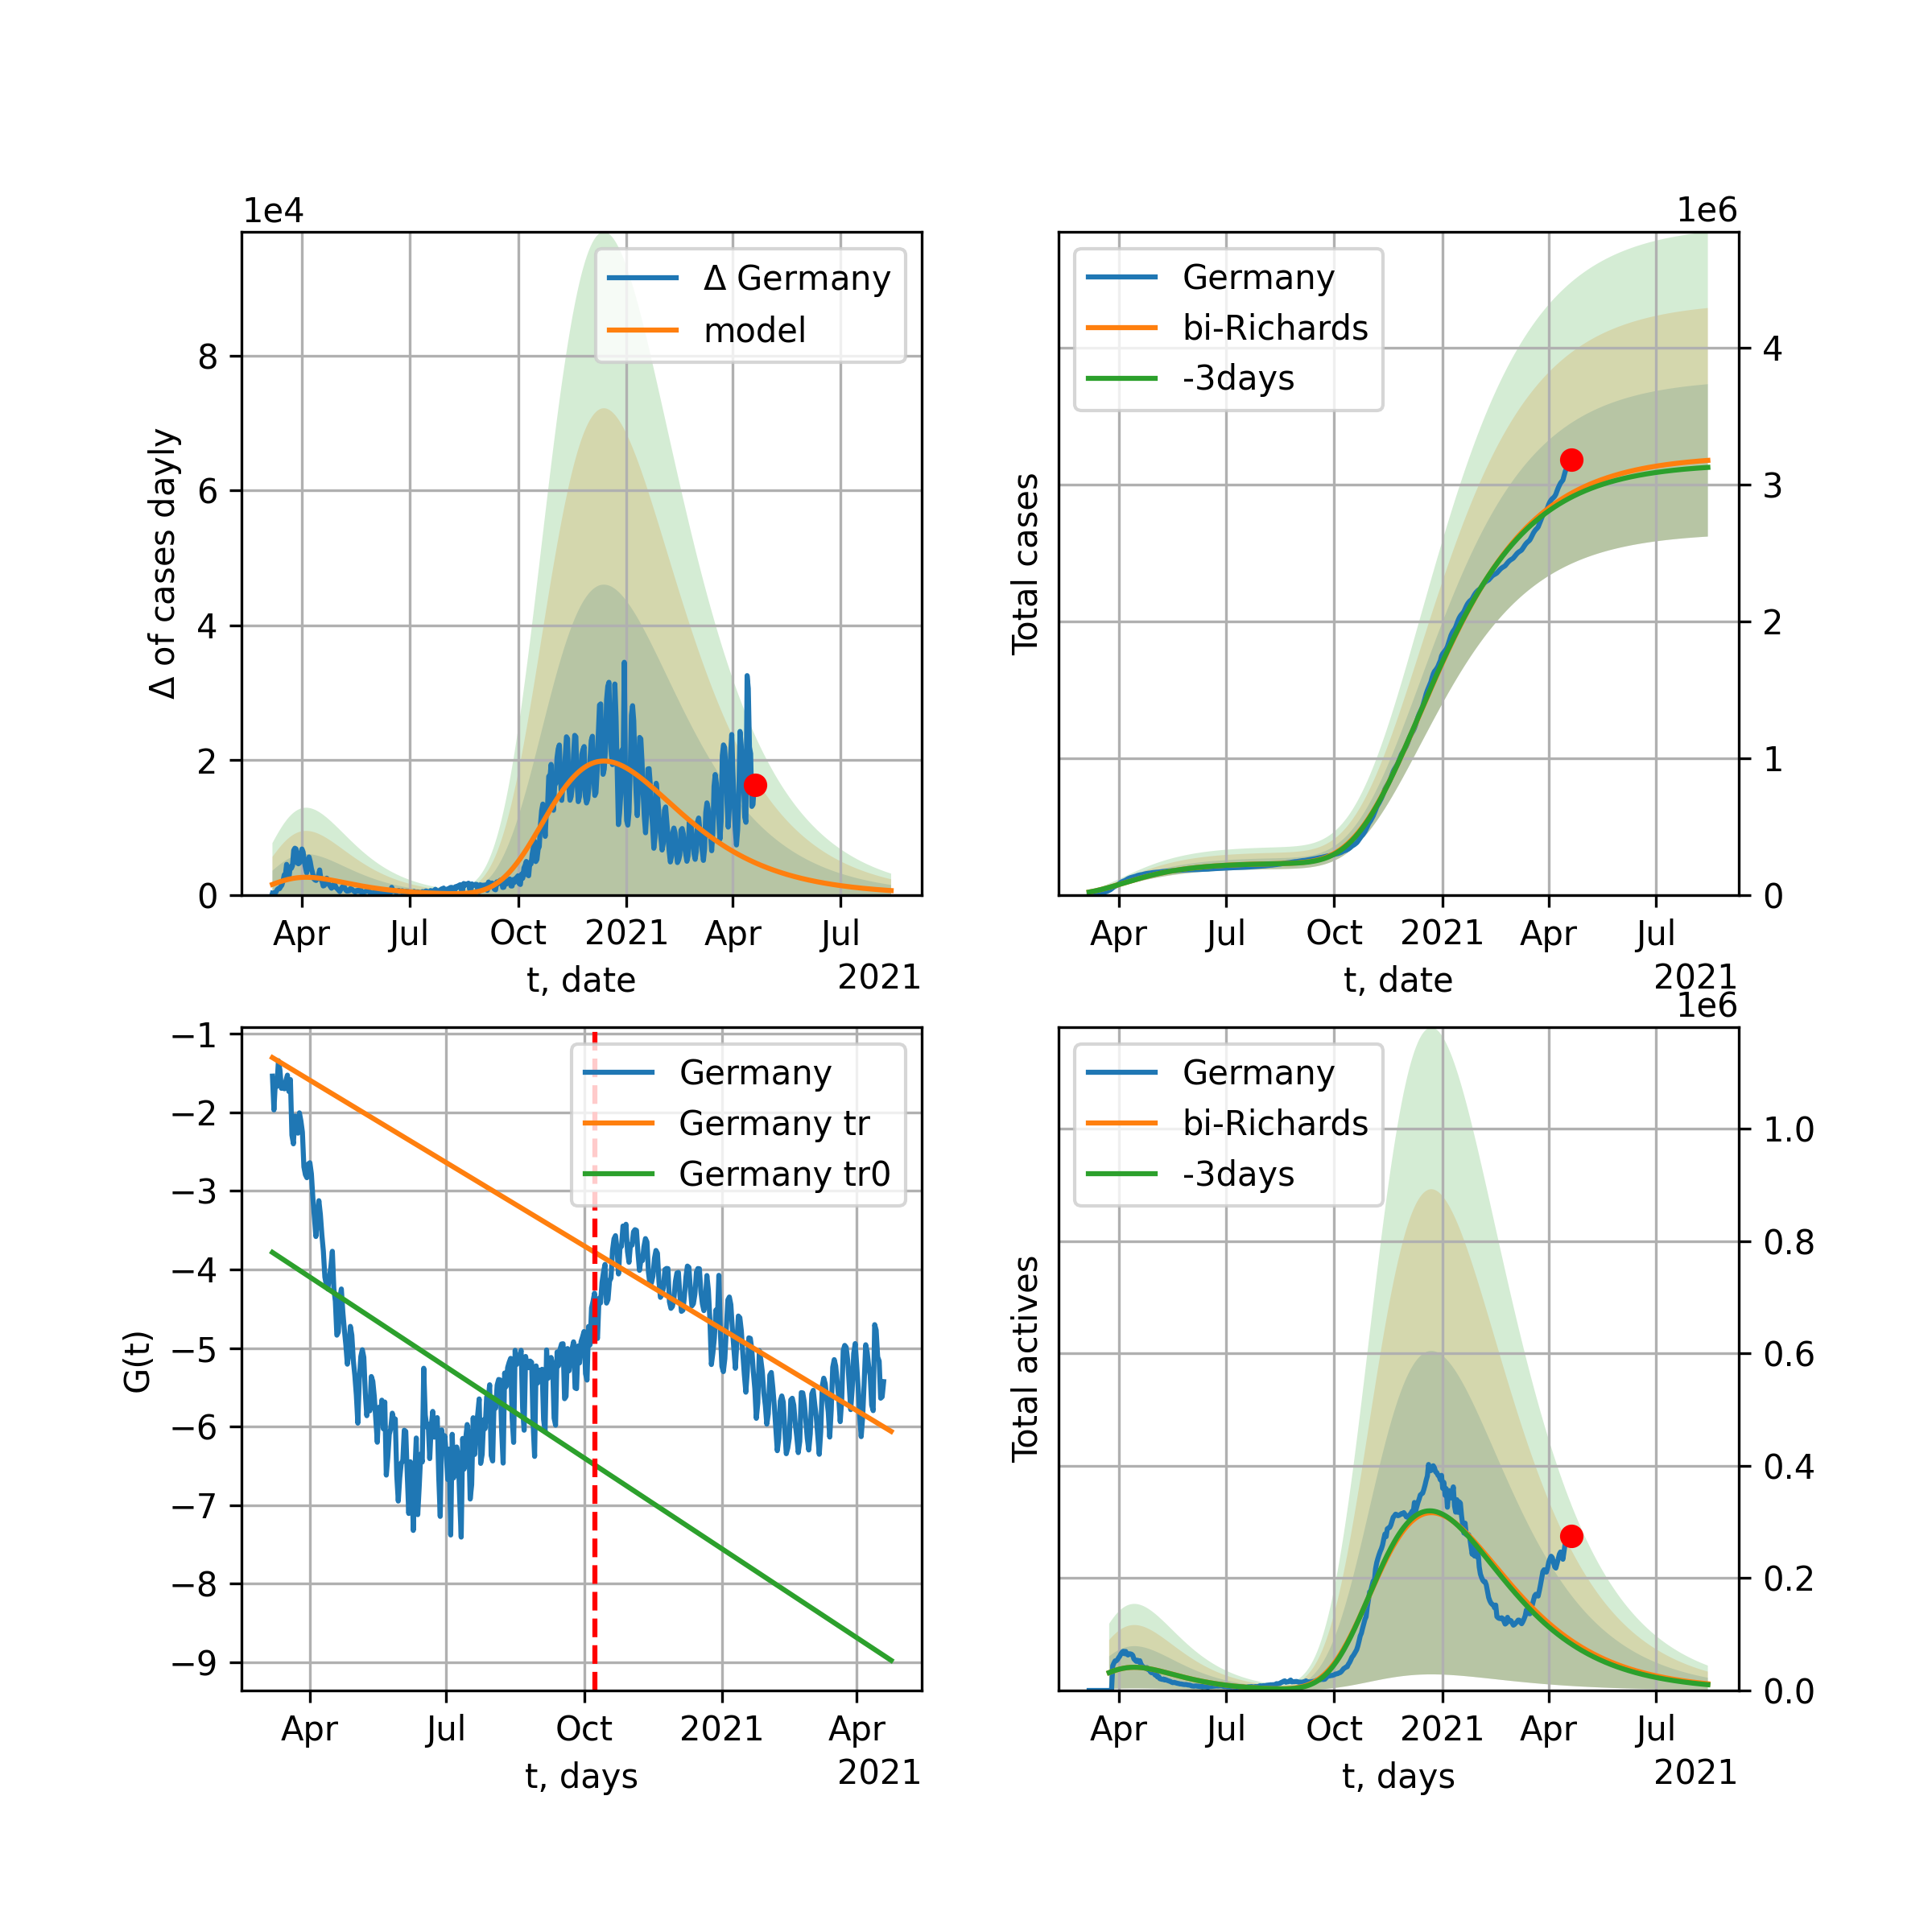 1e4
Δ of cases dayly
8
6
4
2
0
Δ Germany
model
Apr Jul Oct 2021 Apr Jul
t, date
2021
1e6
Total cases
Germany
bi-Richards
-3days
4
3
2
1
0
Apr Jul Oct 2021 Apr Jul
t, date
2021
G(t)
−1
−2
−3
−4
−5
−6
−7
−8
−9
Germany
Germany tr
Germany tr0
Apr Jul Oct 2021 Apr
t, days
2021
1e6
Total actives
Germany
bi-Richards
-3days
1.0
0.8
0.6
0.4
0.2
0.0
Apr Jul Oct 2021 Apr Jul
t, days
2021